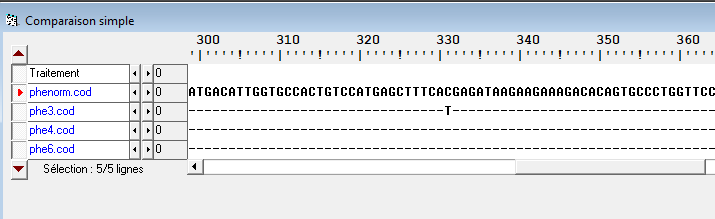 Comparaison simple
300 310 320 330 340 350 360
Traitement 0
phenorm.cod 0 ATGACATTGGTGCCACTGTCCATGAGCTTTCACGAGATAAGAAGAAAGACACAGTGCCCTGGTTCC
phe3.cod 0 --------------------------------T---------------------------------
phe4.cod 0 ------------------------------------------------------------------
phe6.cod 0 ------------------------------------------------------------------
Sélection : 5/5 lignes